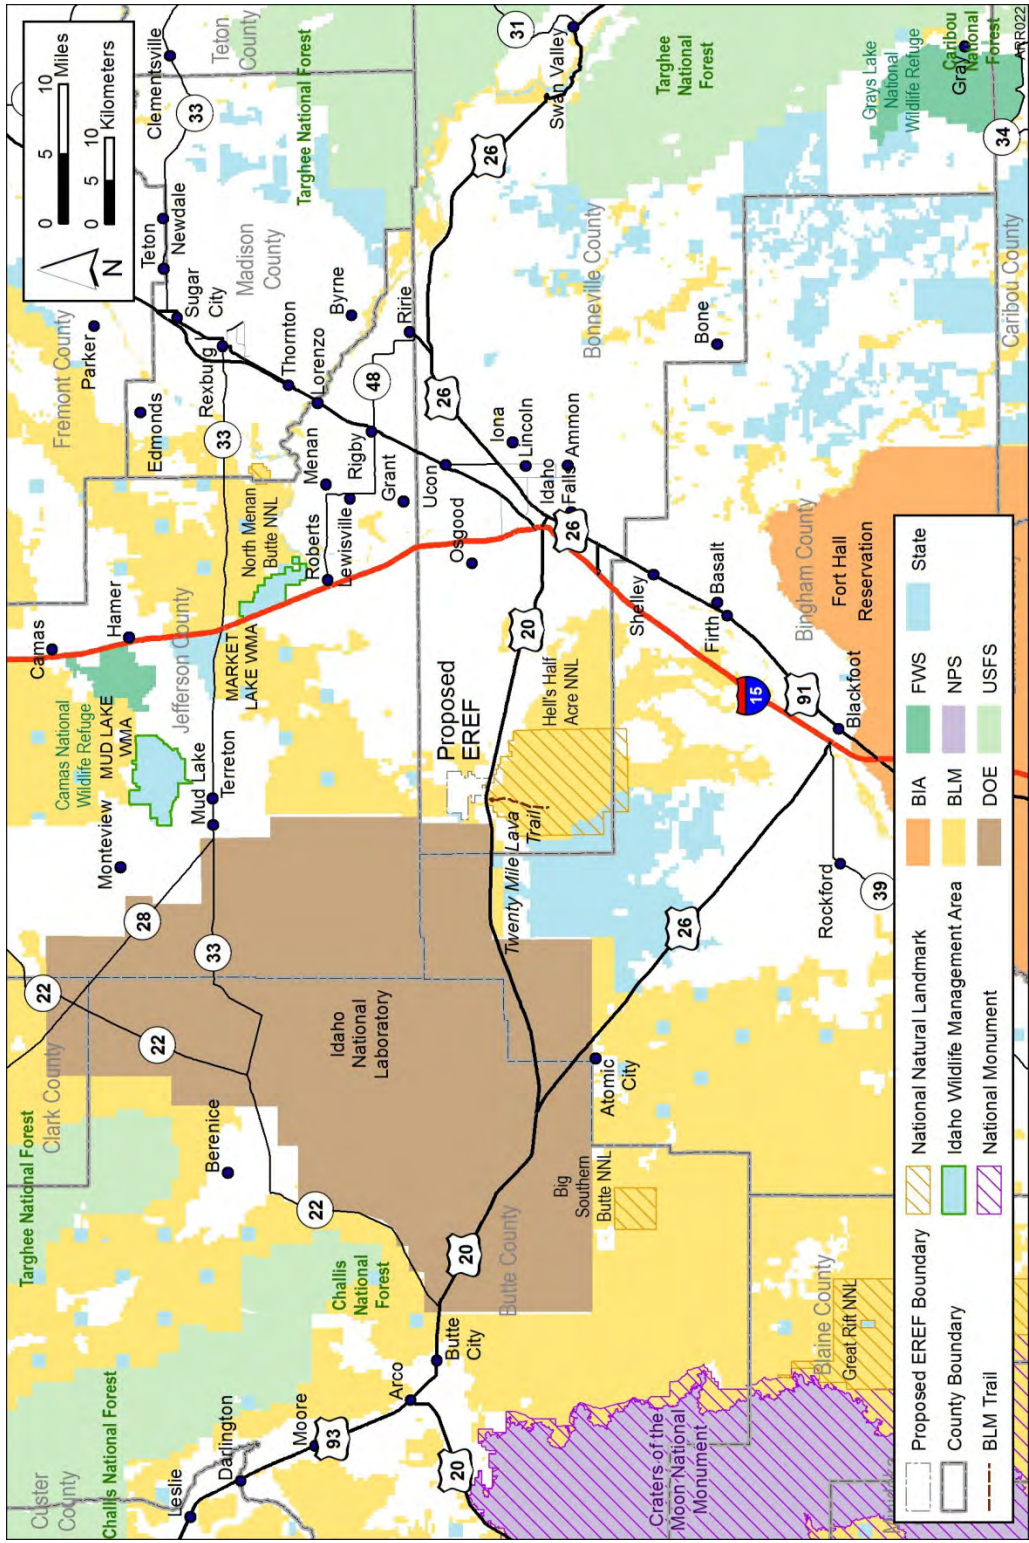 Custer
County
Challis National Forest
Targhee National Forest
Clark County
Camas
Fremont County
Parker
0 5 10
Miles
0 5 10
Kilometers
N
Leslie
Darlington
Moore
93
Arco
Butte
City
20
20
Challis
National
Forest
Berenice
22
22
22
28
33
Monteview
MUD LAKE
WMA
Camas National
Wildlife Refuge
Hamer
Mud Lake
Terreton
Jefferson County
MARKET
LAKE WMA
North Menan
Butte NNL
33
Edmonds
Rexburg
Sugar
City
Teton
Newdale
Clementsville
33
Teton
County
Madison
County
Targhee National Forest
Thornton
Lorenzo
Byrne
Menan
Roberts
Lewisville
Rigby
48
Grant
Ririe
Ucon
26
26
Osgood
Iona
Lincoln
Idaho
Falls
Ammon
26
31
Swan Valley
Targhee
National
Forest
Idaho
National
Laboratory
Butte County
Proposed
EREF
20
Twenty Mile Lava
Trail
Hell's Half
Acre NNL
Bonneville County
Bone
Big
Southern
Butte NNL
Atomic
City
26
Shelley
Basalt
Firth
15
91
Blackfoot
Bingham County
Fort Hall
Reservation
Rockford
39
Grays Lake
National
Wildlife Refuge
Caribou
National
Forest
Gray
34
Caribou County
Craters of the
Moon National
Monument
Blaine County
Great Rift NNL
Proposed EREF Boundary
County Boundary
BLM Trail
National Natural Landmark
Idaho Wildlife Management Area
National Monument
BIA
BLM
DOE
FWS
NPS
USFS
State
ARR022